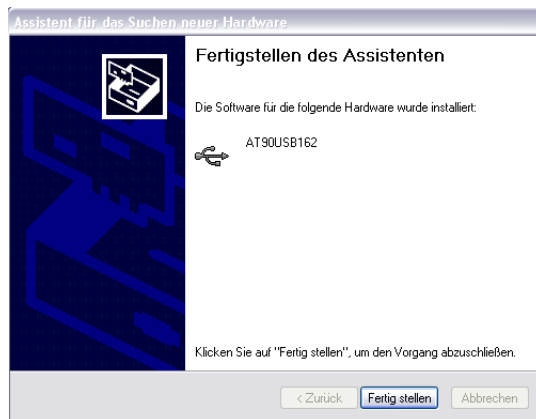 Assistent für das Suchen neuer Hardware
Fertigstellen des Assistenten
Die Software für die folgende Hardware wurde installiert:
AT90USB162
Klicken Sie auf "Fertig stellen", um den Vorgang abzuschließen.
< Zurück
Fertig stellen
Abbrechen